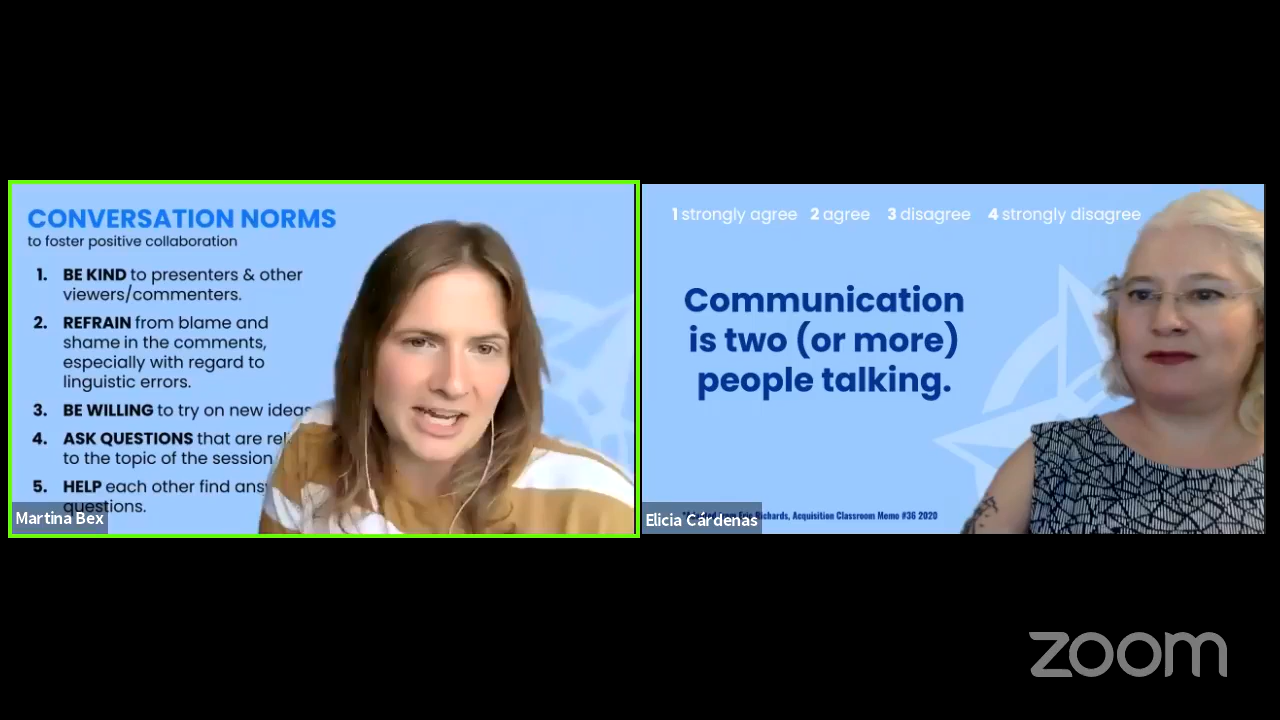 CONVERSATION NORMS
to foster positive collaboration
1. BE KIND to presenters & other
viewers/commenters.
2. REFRAIN from blame and
shame in the comments,
especially with regard to
linguistic errors.
3. BE WILLING to try on new ideas
4. ASK QUESTIONS that are
to the topic of the session
5. HELP each other find
questions.
Martina Bex
1 strongly agree 2 agree 3 disagree 4 strongly disagree
Communication
is two (or more)
people talking.
Richards, Acquisition Classroom Memo #36 2020
Elicia Cárdenas
zoom